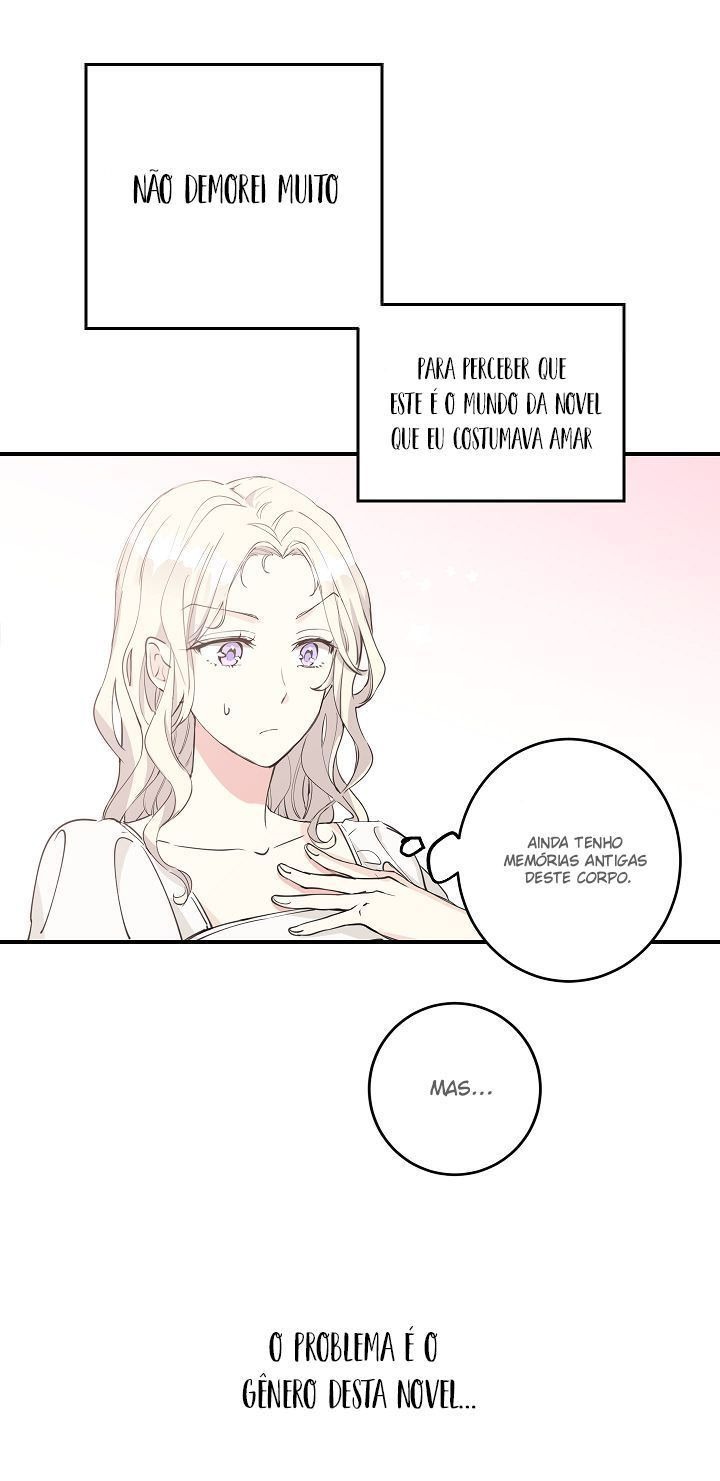 NÃO DEMOREI MUITO
PARA PERCEBER QUE
ESTE É O MUNDO DA NOVEL
QUE EU COSTUMAVA AMAR
AINDA TENHO
MEMÓRIAS ANTIGAS
DESTE CORPO.
MAS...
O PROBLEMA É O
GÊNERO DESTA NOVEL...